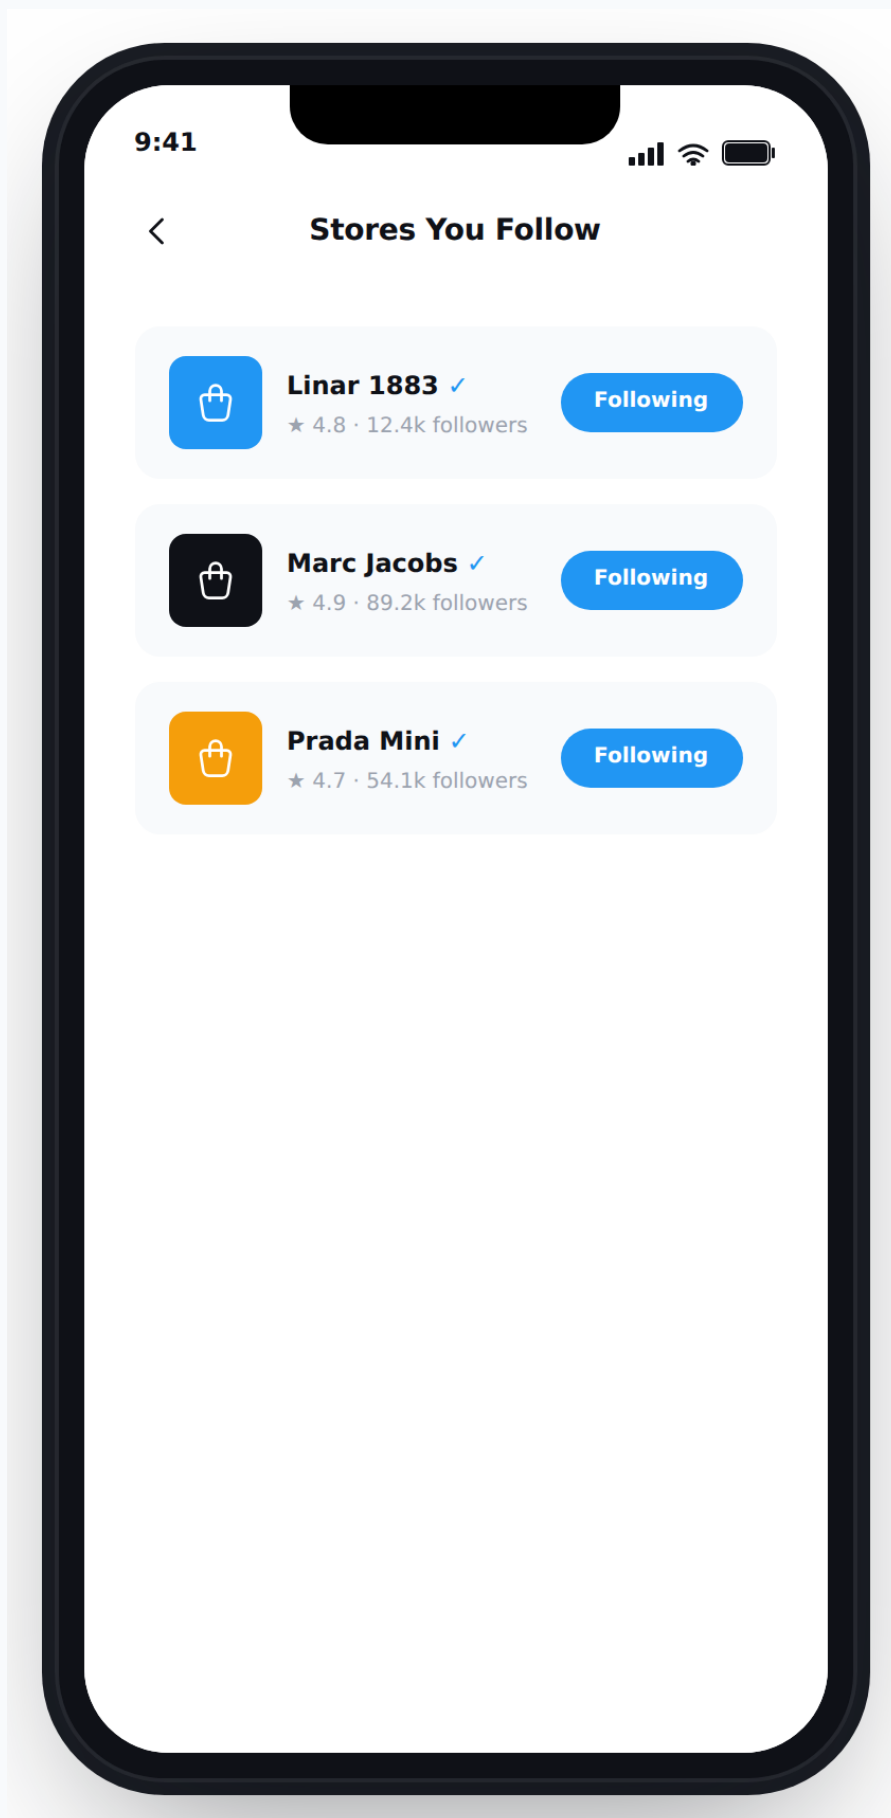 9:41
Stores You Follow
Linar 1883 ✓
★ 4.8 · 12.4k followers
Following
Marc Jacobs ✓
★ 4.9 · 89.2k followers
Following
Prada Mini ✓
★ 4.7 · 54.1k followers
Following